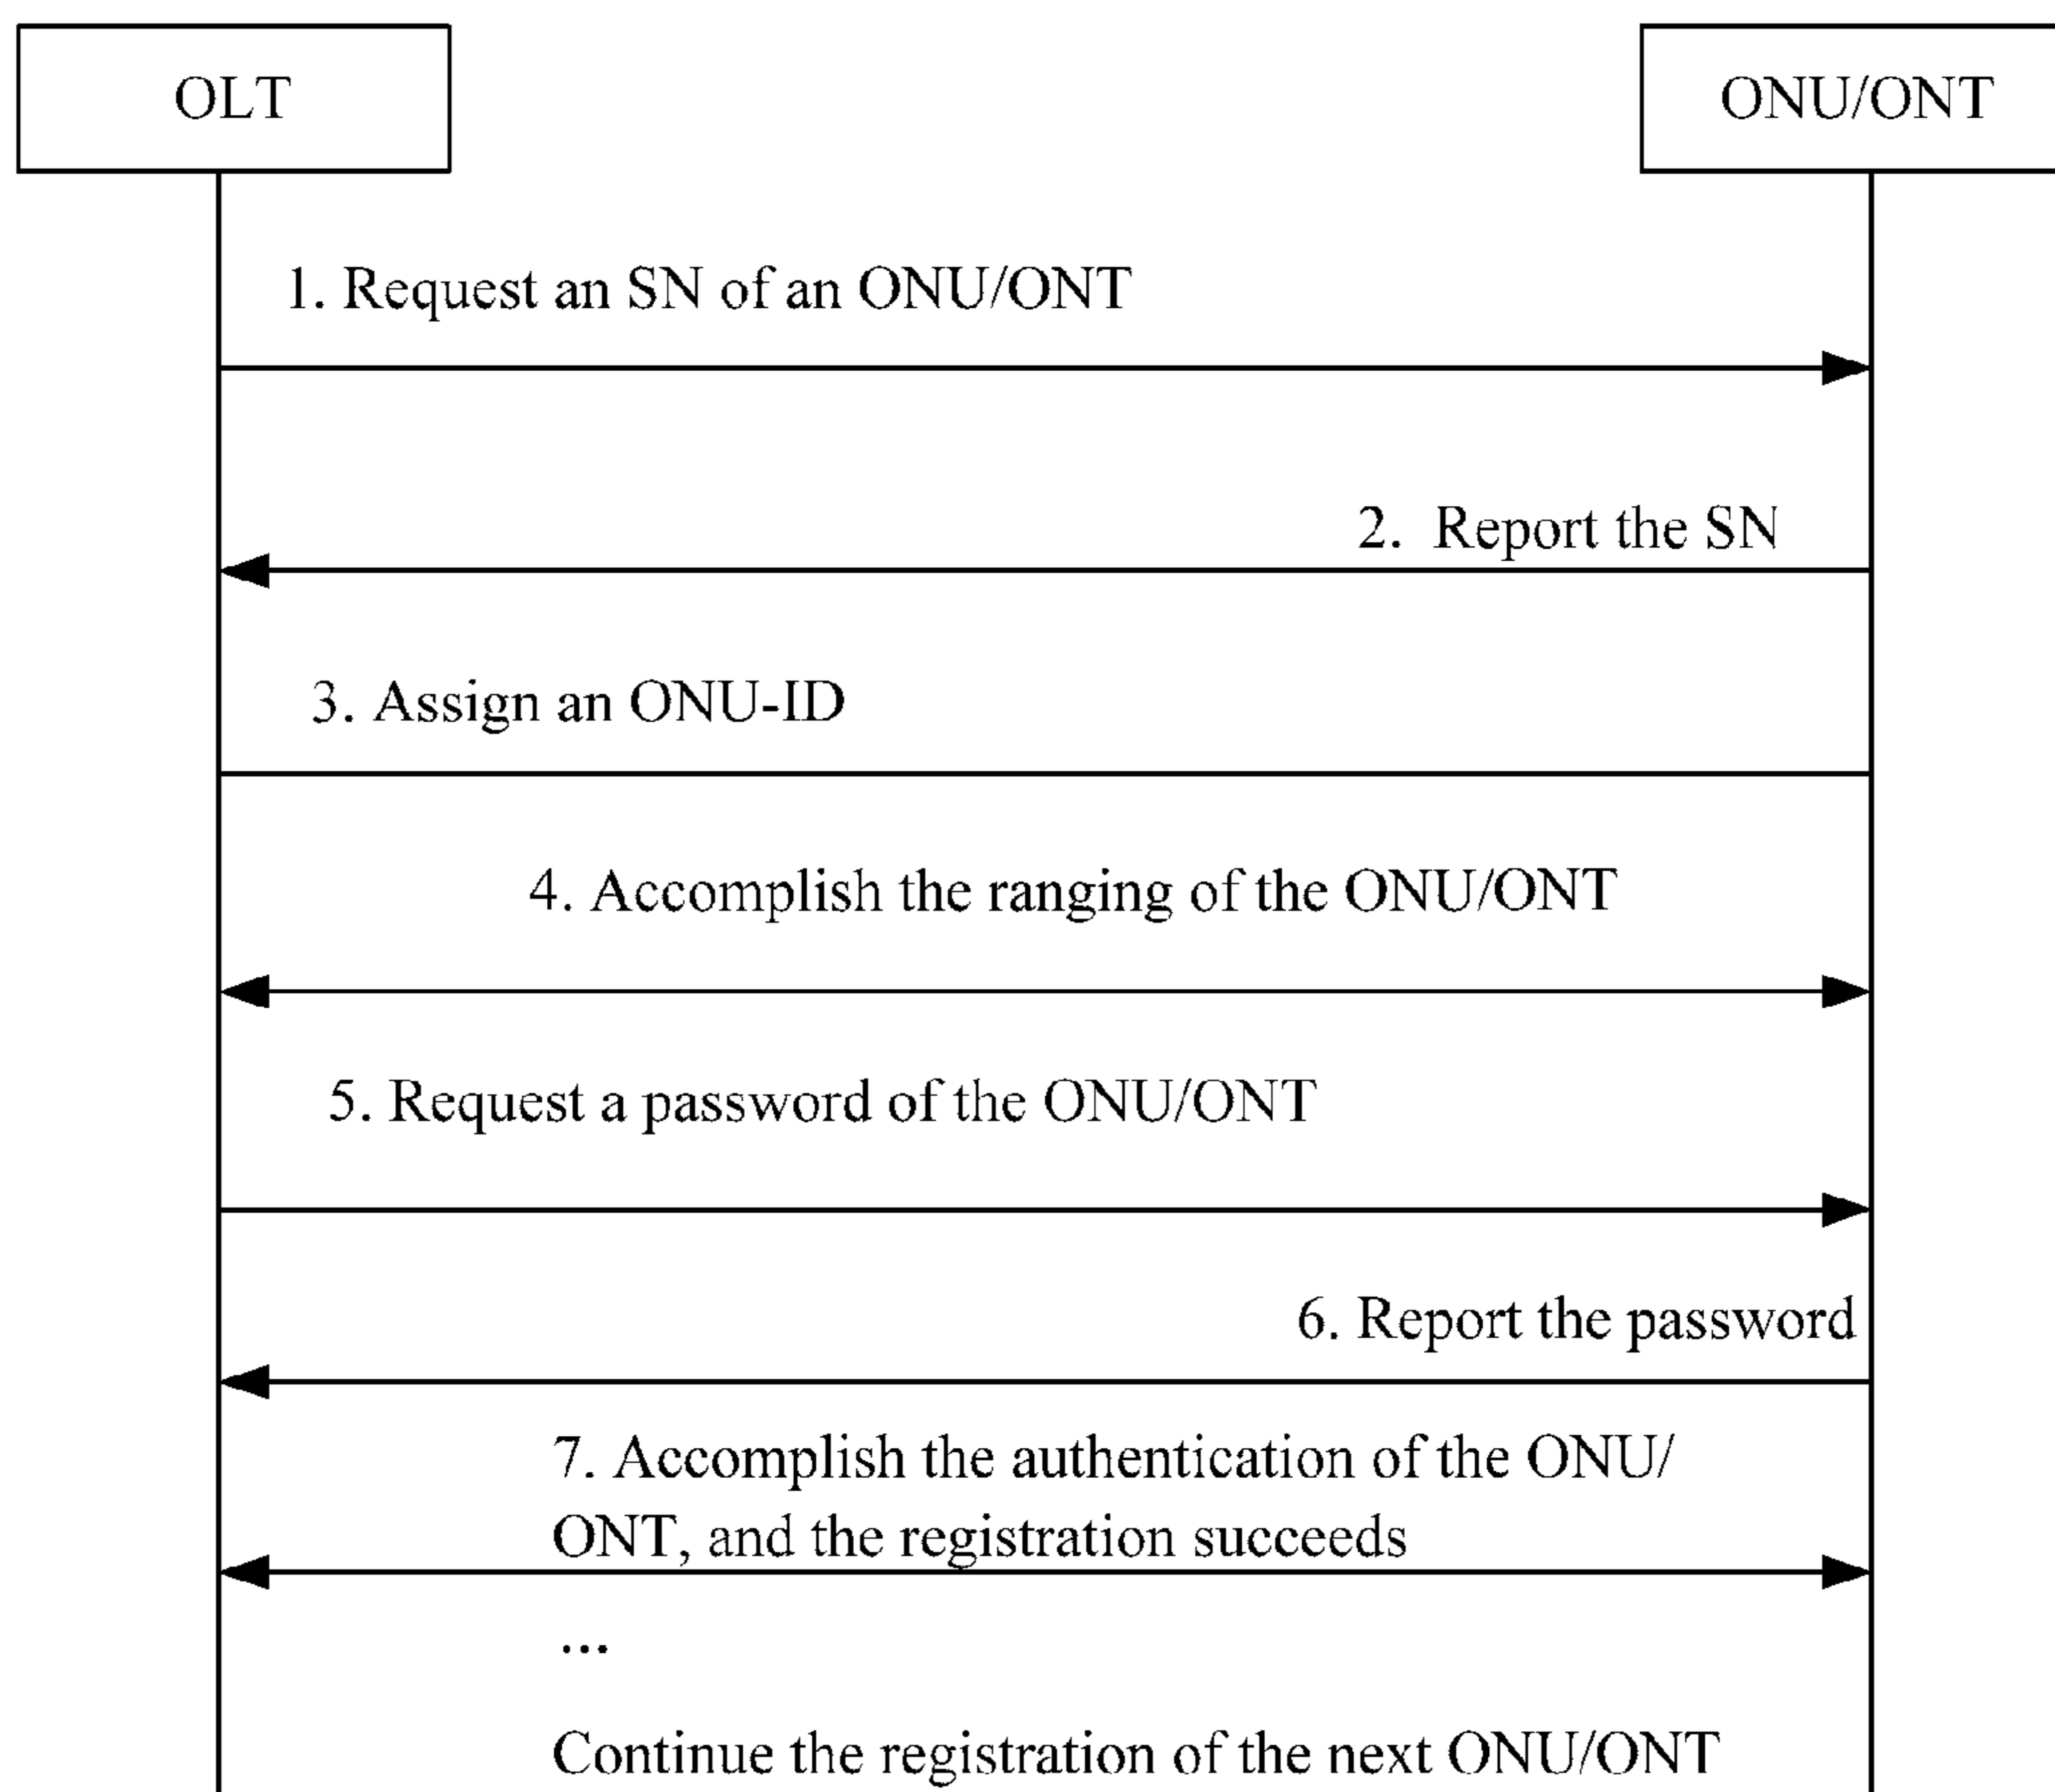 OLT
ONU/ONT
1. Request an SN of an ONU/ONT
2. Report the SN
3. Assign an ONU-ID
4. Accomplish the ranging of the ONU/ONT
5. Request a password of the ONU/ONT
6. Report the password
7. Accomplish the authentication of the ONU/
ONT, and the registration succeeds
...
Continue the registration of the next ONU/ONT